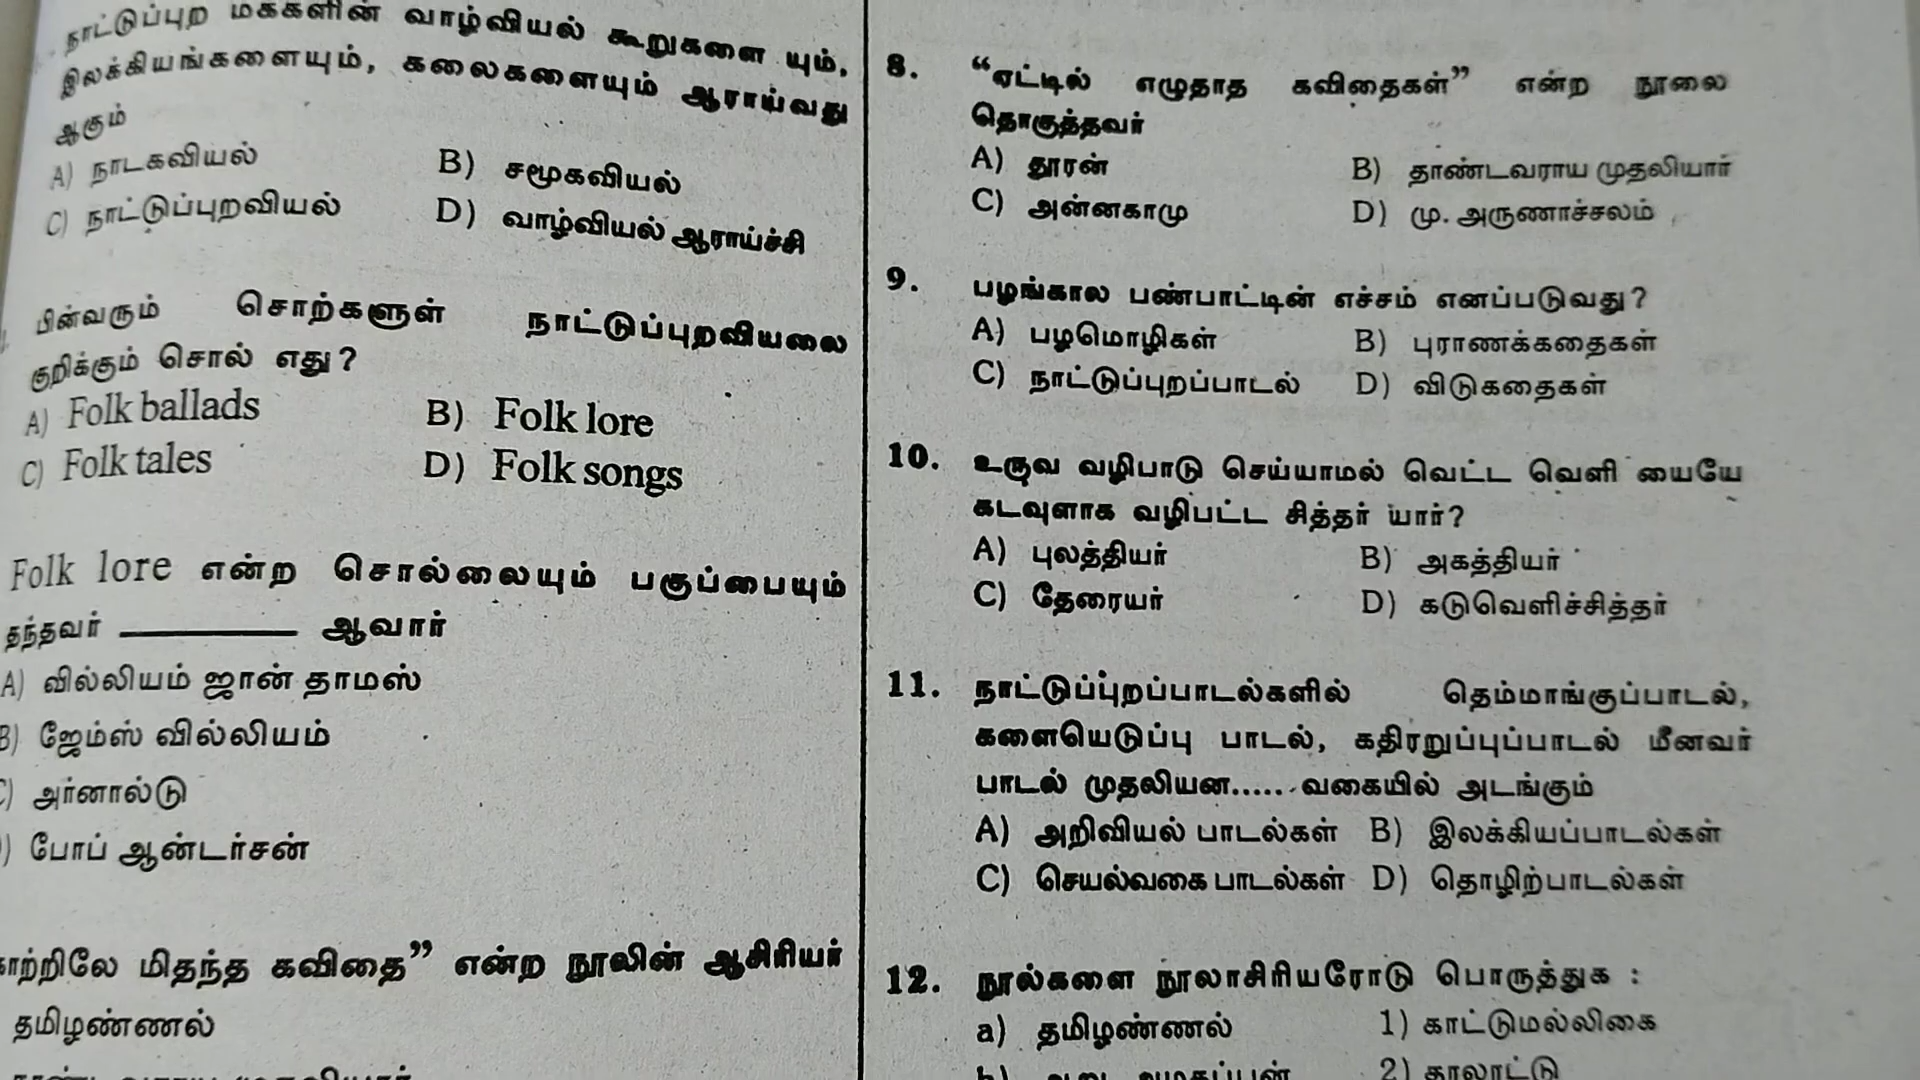 நாட்டுப்புற மக்களின் வாழ்வியல் கூறுகளை யும்,
இலக்கியங்களையும், கலைகளையும் ஆராய்வது
ஆகும்
A) நாடகவியல் B) சமூகவியல்
C) நாட்டுப்புறவியல் D) வாழ்வியல் ஆராய்ச்சி
பின்வரும் சொற்களுள் நாட்டுப்புறவியலை
குறிக்கும் சொல் எது?
A) Folk ballads B) Folk lore
C) Folk tales D) Folk songs
Folk lore என்ற சொல்லையும் பகுப்பையும்
தந்தவர் ________ ஆவார்
A) வில்லியம் ஜான் தாமஸ்
B) ஜேம்ஸ் வில்லியம்
C) அர்னால்டு
) போப் ஆன்டர்சன்
காற்றிலே மிதந்த கவிதை” என்ற நூலின் ஆசிரியர்
தமிழண்ணல்
8. “ஏட்டில் எழுதாத கவிதைகள்” என்ற நூலை
தொகுத்தவர்
A) தூரன் B) தாண்டவராய முதலியார்
C) அன்னகாமு D) மு. அருணாச்சலம்
9. பழங்கால பண்பாட்டின் எச்சம் எனப்படுவது?
A) பழமொழிகள் B) புராணக்கதைகள்
C) நாட்டுப்புறப்பாடல் D) விடுகதைகள்
10. உருவ வழிபாடு செய்யாமல் வெட்ட வெளி யையே
கடவுளாக வழிபட்ட சித்தர் யார்?
A) புலத்தியர் B) அகத்தியர்
C) தேரையர் D) கடுவெளிச்சித்தர்
11. நாட்டுப்புறப்பாடல்களில் தெம்மாங்குப்பாடல்,
களையெடுப்பு பாடல், கதிரறுப்புப்பாடல் மீனவர்
பாடல் முதலியன..... வகையில் அடங்கும்
A) அறிவியல் பாடல்கள் B) இலக்கியப்பாடல்கள்
C) செயல்வகை பாடல்கள் D) தொழிற்பாடல்கள்
12. நூல்களை நூலாசிரியரோடு பொருத்துக :
a) தமிழண்ணல் 1) காட்டுமல்லிகை
b) ஆறு அழகப்பன் 2) தாலாட்டு